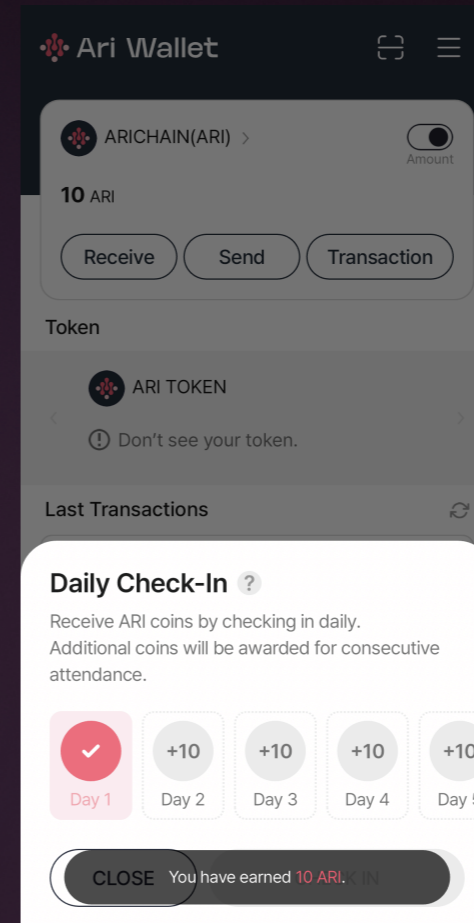 Ari Wallet
ARICHAIN(ARI)
Amount
10 ARI
Receive
Send
Transaction
Token
ARI TOKEN
Don't see your token.
Last Transactions
Daily Check-In ?
Receive ARI coins by checking in daily.
Additional coins will be awarded for consecutive
attendance.
+10
+10
+10
+10
Day 1
Day 2
Day 3
Day 4
Day
CLOSE
You have earned 10 ARI.
IN